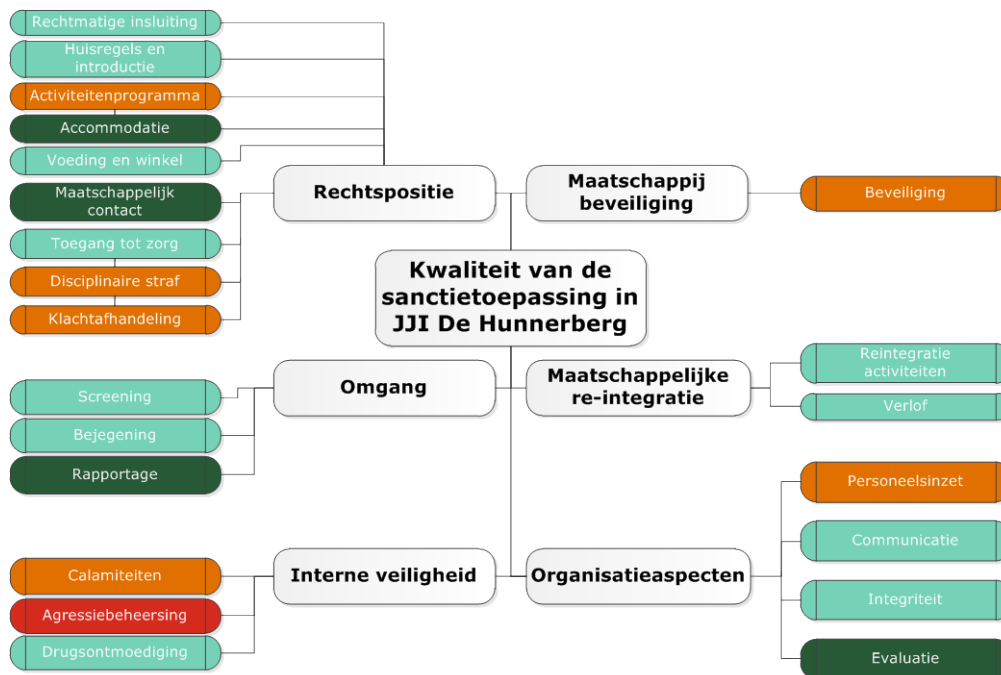 Rechtmatige insluiting
Huisregels en
introductie
Activiteitenprogramma
Accommodatie
Voeding en winkel
Maatschappelijk
contact
Toegang tot zorg
Disciplinaire straf
Klachtafhandeling
Rechtspositie
Maatschappij
beveiliging
Beveiliging
Kwaliteit van de
sanctietoepassing in
JJI De Hunnerberg
Screening
Bejegening
Rapportage
Omgang
Maatschappelijke
re-integratie
Reintegratie
activiteiten
Verlof
Calamiteiten
Agressiebeheersing
Drugsontmoediging
Interne veiligheid
Organisatieaspecten
Personeelsinzet
Communicatie
Integriteit
Evaluatie